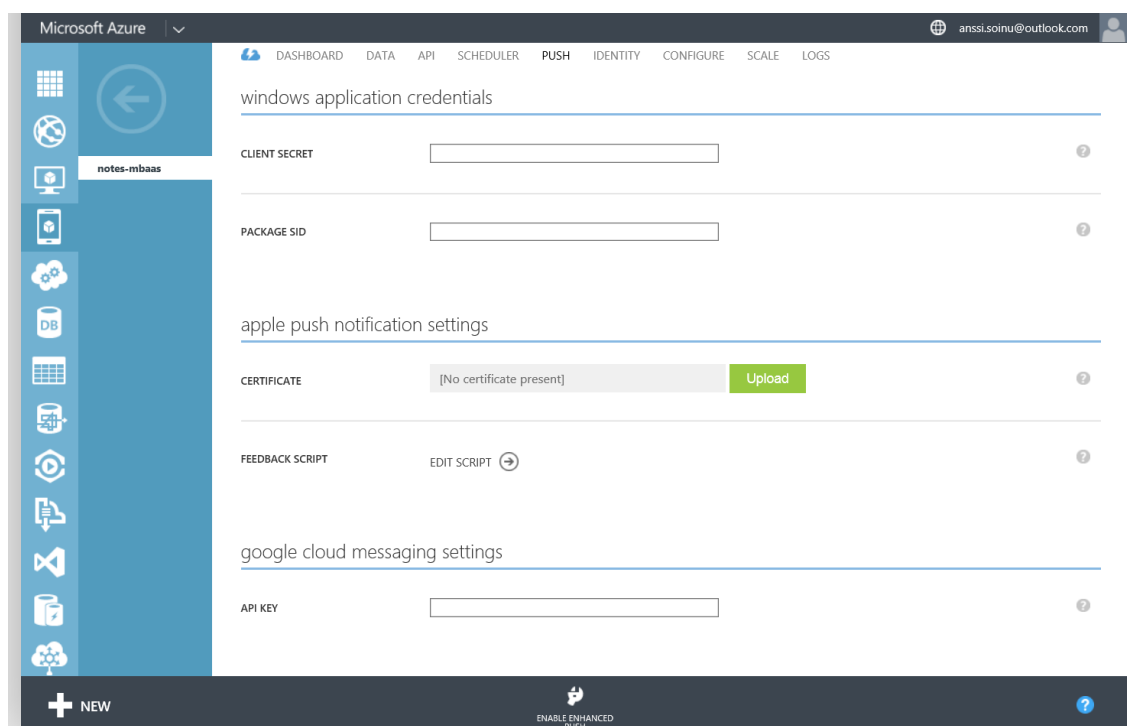 Microsoft Azure
anssi.soinu@outlook.com
DASHBOARD DATA API SCHEDULER PUSH IDENTITY CONFIGURE SCALE LOGS
notes-mbaas
windows application credentials
CLIENT SECRET ?
PACKAGE SID ?
apple push notification settings
CERTIFICATE [No certificate present] Upload ?
FEEDBACK SCRIPT EDIT SCRIPT ?
google cloud messaging settings
API KEY ?
DB
NEW
ENABLE ENHANCED
PUSH
?